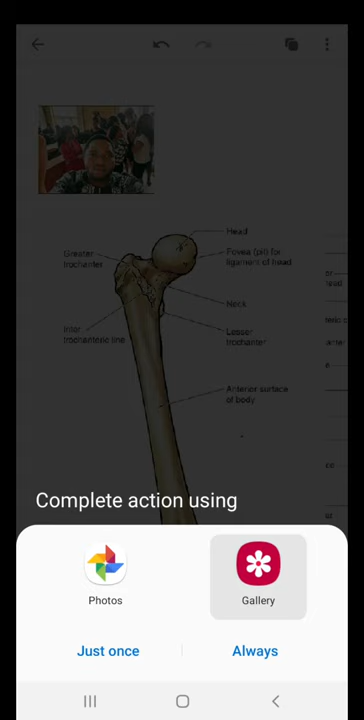 Head
Greater
trochanter
Fovea (pit) for
ligament of head
Neck
Inter
trochanteric line
Lesser
trochanter
Anterior surface
of body
Complete action using
Photos
Gallery
Just once
Always